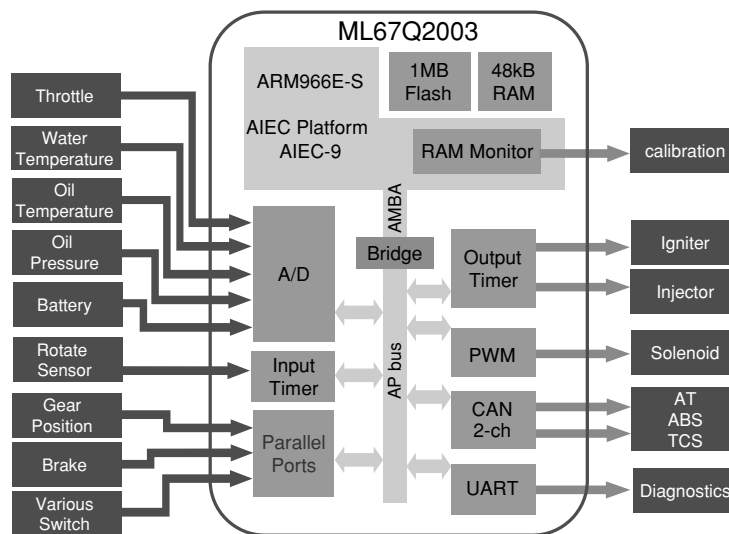 ML67Q2003
ARM966E-S
1MB
Flash
48kB
RAM
AIEC Platform
AIEC-9
RAM Monitor
calibration
Throttle
Water
Temperature
Oil
Temperature
Oil
Pressure
Battery
Rotate
Sensor
Gear
Position
Brake
Various
Switch
A/D
Input
Timer
Parallel
Ports
AMBA
Bridge
AP bus
Output
Timer
PWM
CAN
2-ch
UART
Igniter
Injector
Solenoid
AT
ABS
TCS
Diagnostics